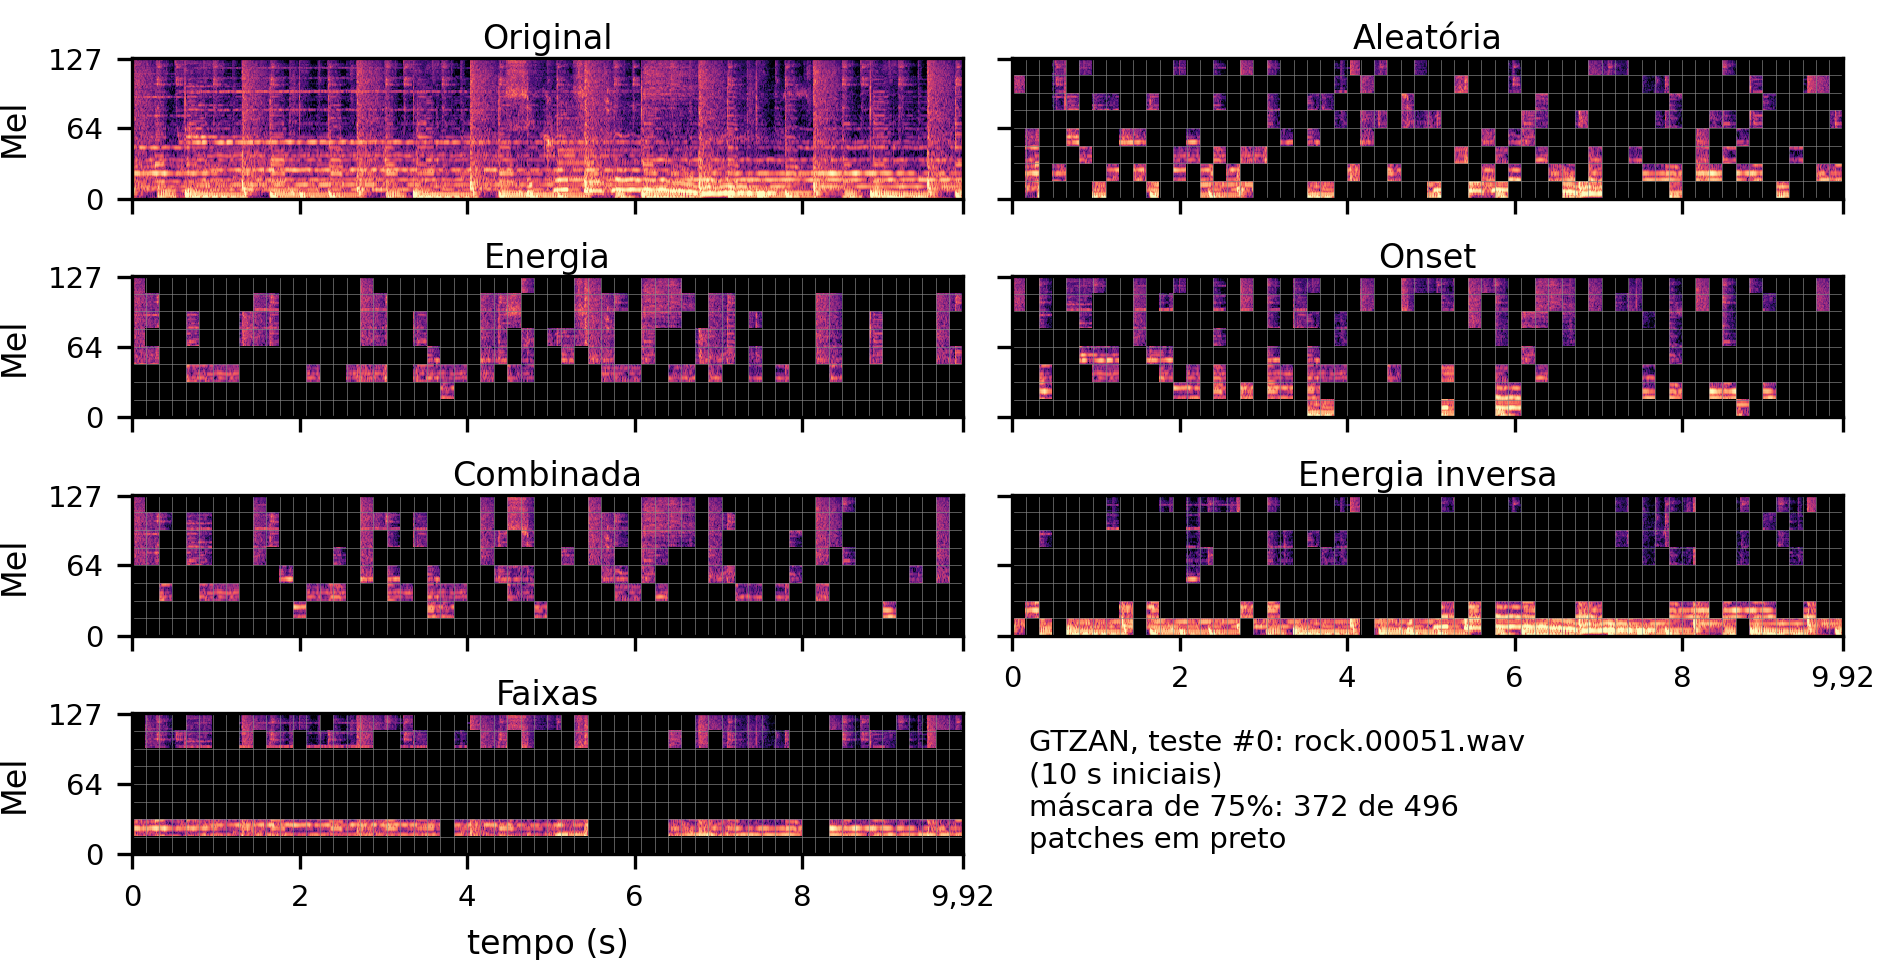 Original
127
64
0
Mel
Aleatória
Energia
127
64
0
Mel
Onset
Combinada
127
64
0
Mel
Energia inversa
0 2 4 6 8 9,92
Faixas
127
64
0
Mel
0 2 4 6 8 9,92
tempo (s)
GTZAN, teste #0: rock.00051.wav
(10 s iniciais)
máscara de 75%: 372 de 496
patches em preto